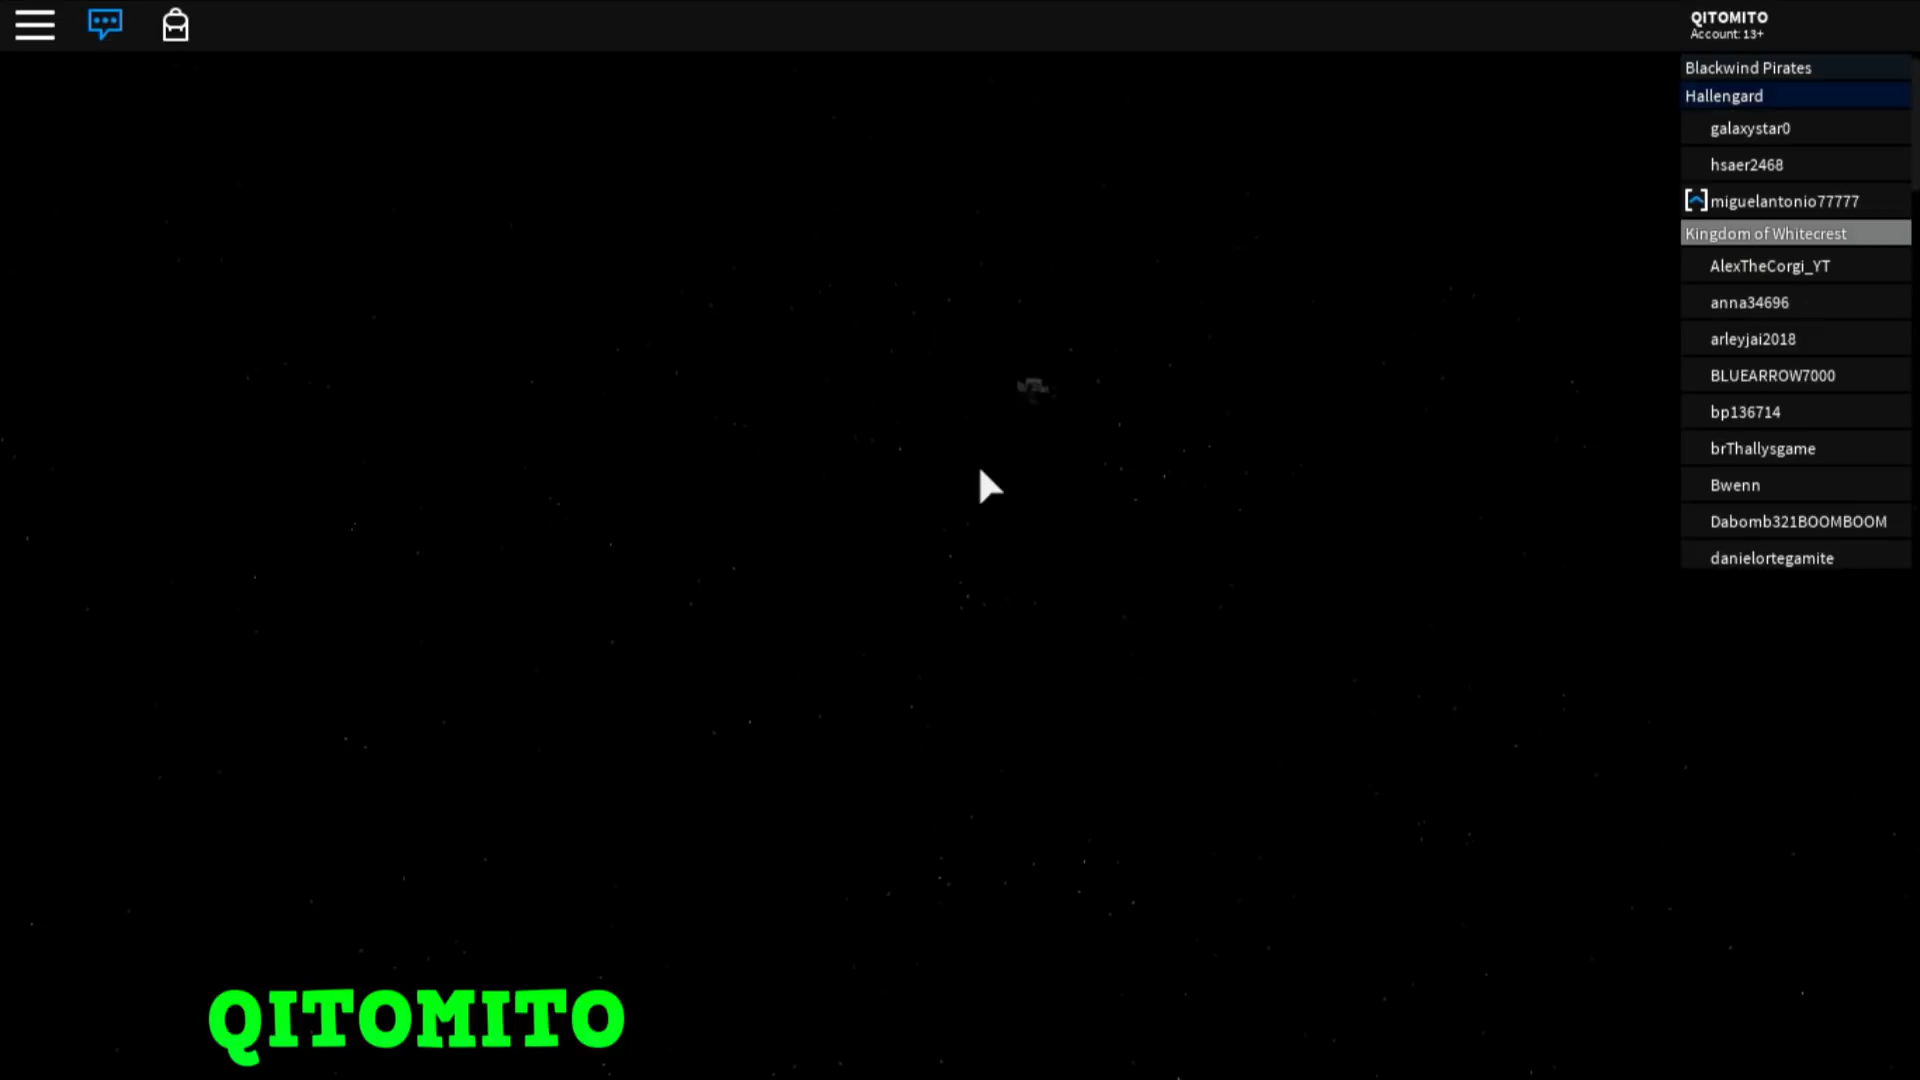 QITOMITO
Account: 13+
Blackwind Pirates
Hallengard
galaxystar0
hsaer2468
miguelantonio77777
Kingdom of Whitecrest
AlexTheCorgi_YT
anna34696
arleyjai2018
BLUEARROW7000
bp136714
brThallysgame
Bwenn
Dabomb321BOOMBOOM
danielortegamite
QITOMITO